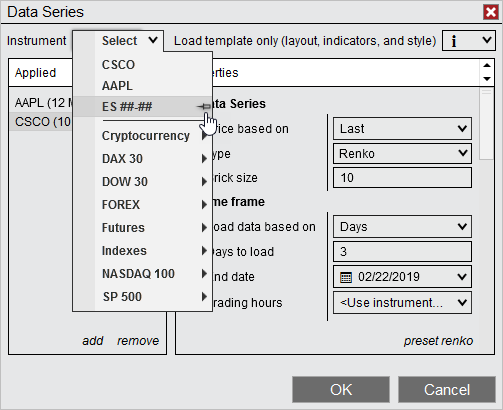 Data Series
Instrument Select Load template only (layout, indicators, and style) i
Applied
AAPL (12 M
CSCO (10
CSCO
AAPL
ES ##-##
Cryptocurrency
DAX 30
DOW 30
FOREX
Futures
Indexes
NASDAQ 100
SP 500
add remove
erties
Data Series
rice based on Last
ype Renko
rick size 10
me frame
oad data based on Days
Days to load 3
nd date 02/22/2019
rading hours <Use instrument...
preset renko
OK Cancel